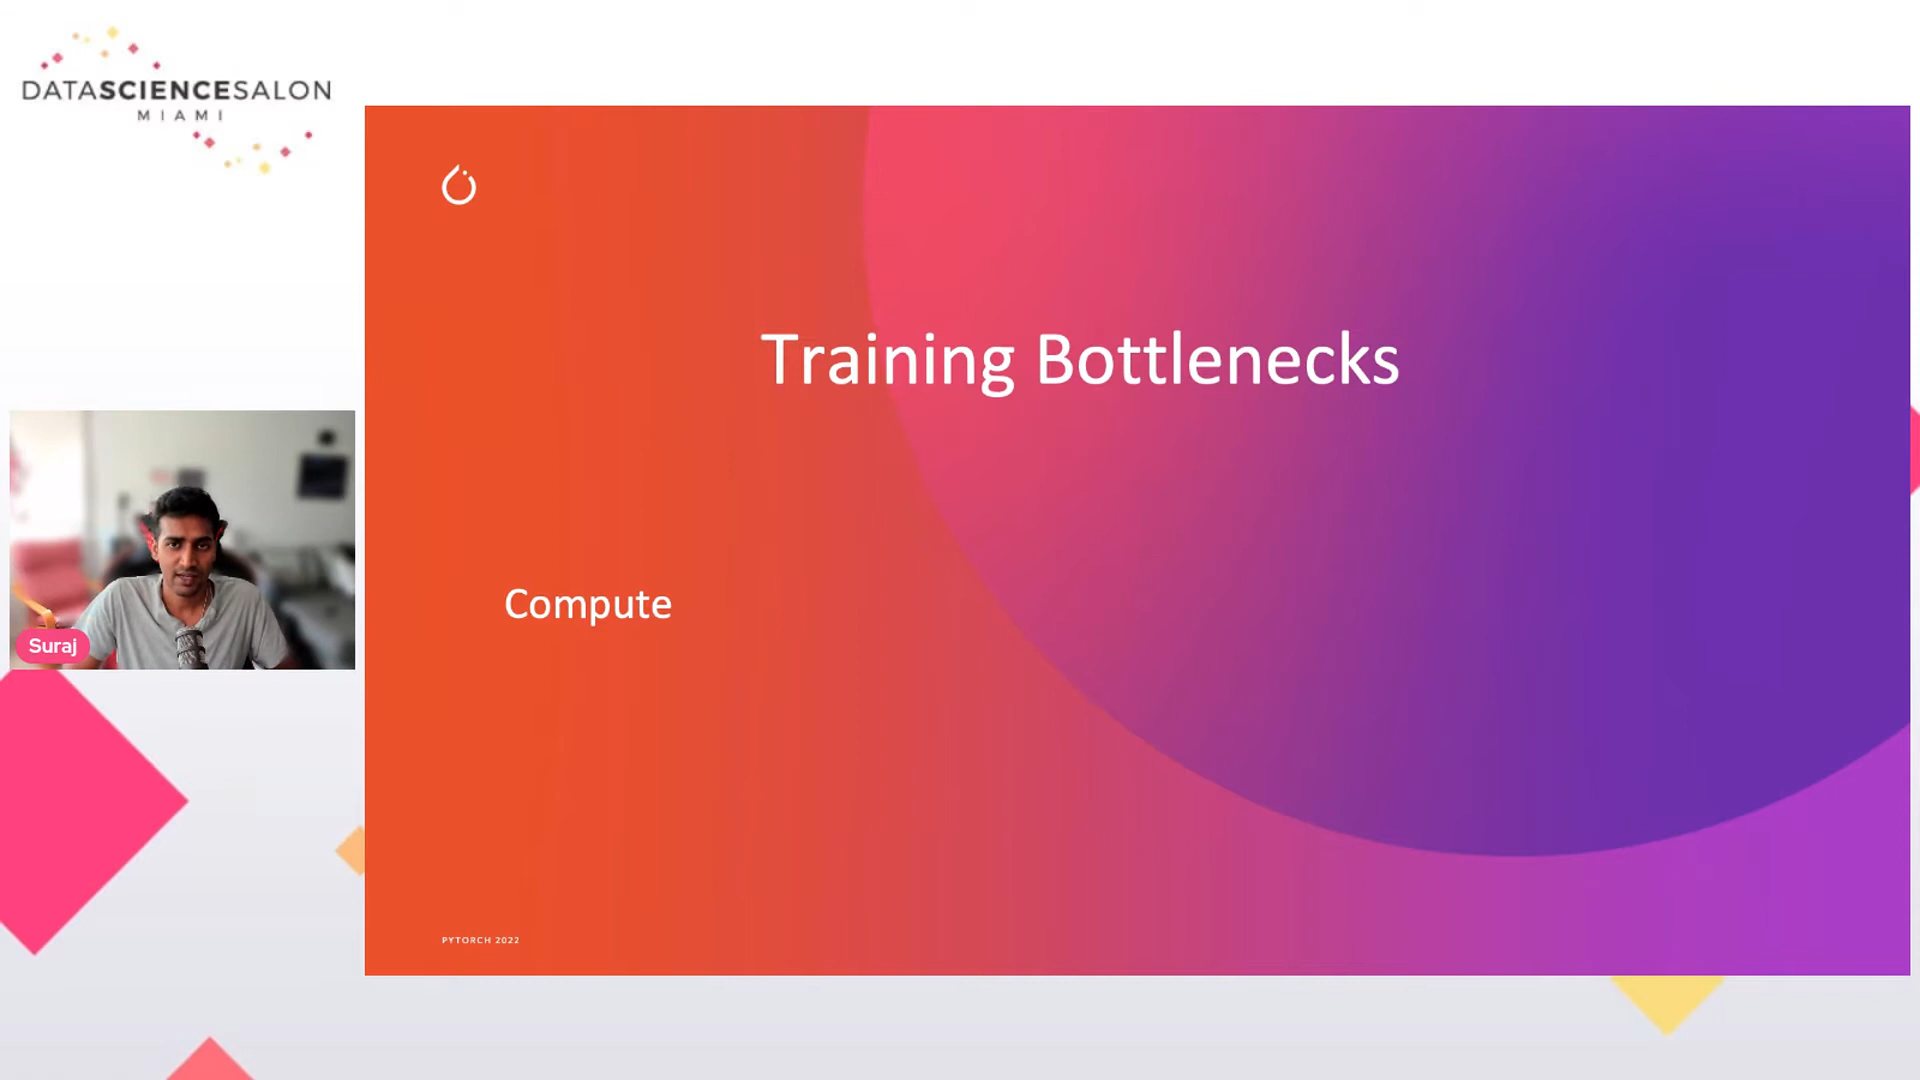 DATASCIENCESALON
MIAMI
Training Bottlenecks
Compute
Suraj
PYTORCH 2022